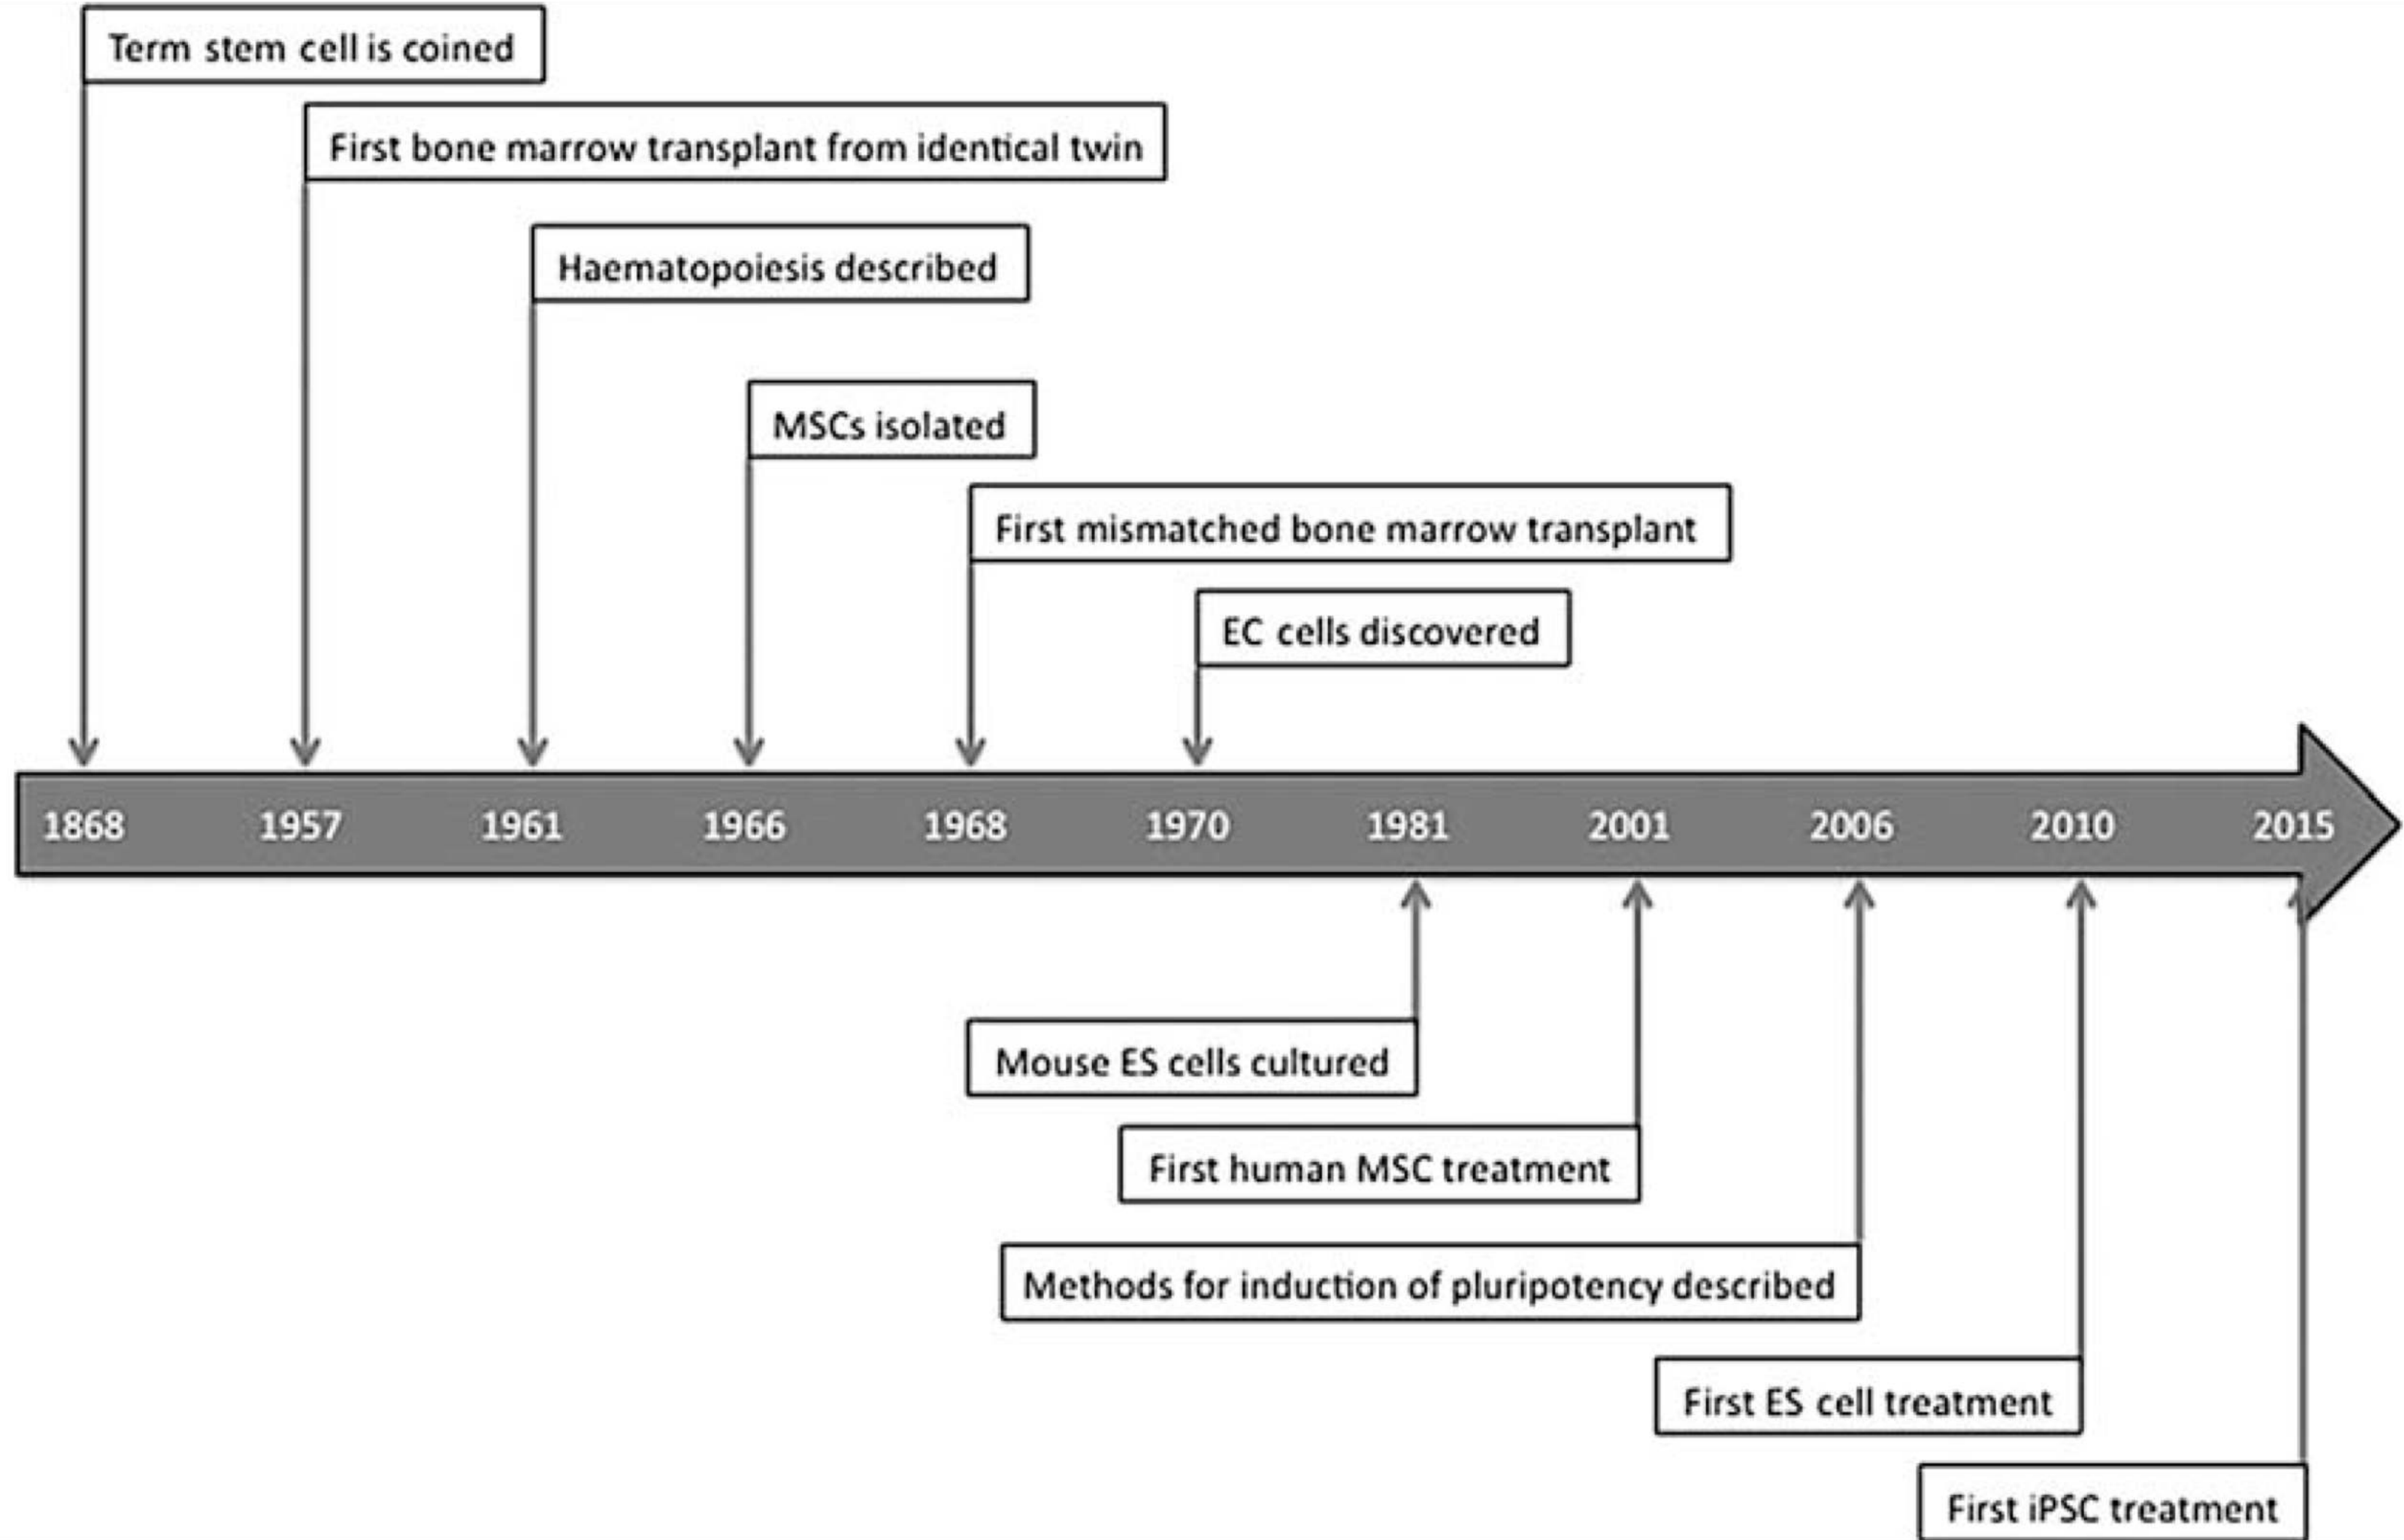 Term stem cell is coined
First bone marrow transplant from identical twin
Haematopoiesis described
MSCs isolated
First mismatched bone marrow transplant
EC cells discovered
1868 1957 1961 1966 1968 1970 1981 2001 2006 2010 2015
Mouse ES cells cultured
First human MSC treatment
Methods for induction of pluripotency described
First ES cell treatment
First iPSC treatment